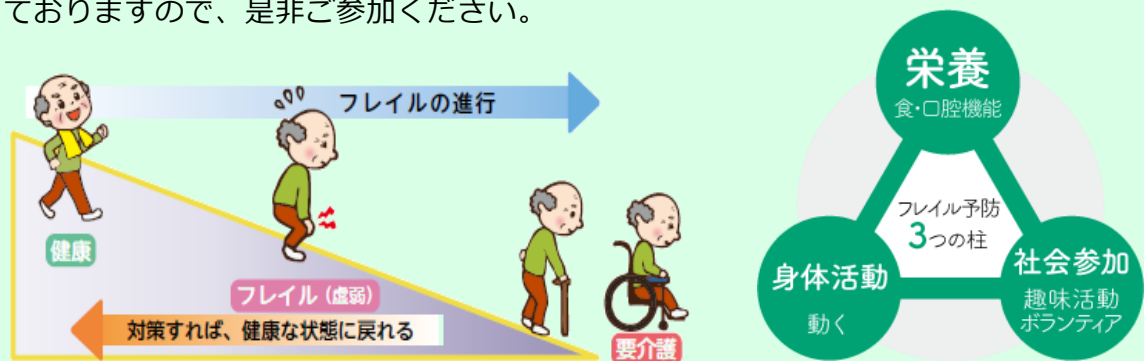 ておりますので、是非ご参加ください。
フレイルの進行
健康
フレイル（虚弱）
対策すれば、健康な状態に戻れる
要介護
栄養
食・口腔機能
フレイル予防
3つの柱
身体活動
動く
社会参加
趣味活動
ボランティア